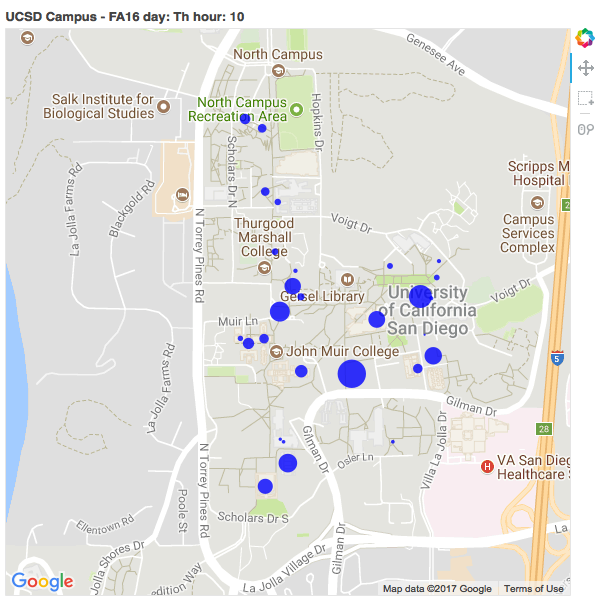 UCSD Campus - FA16 day: Th hour: 10
Genesee Ave
North Campus
Salk Institute for
Biological Studies
North Campus
Recreation Area
Hopkins Dr
Scholars Dr N
Scripps M
Hospital
La Jolla Farms Rd
Blackgold Rd
N Torrey Pines Rd
Thurgood
Marshall
College
Voigt Dr
Campus
Services
Complex
Geisel Library
University
of California
San Diego
Voigt Dr
Muir Ln
John Muir College
5
La Jolla Farms Rd
Gilman Dr
28
N Torrey Pines Rd
Gilman Dr
Osler Ln
Villa La Jolla Dr
H
VA San Dieg
Healthcare S
Poole St
Ellentown Rd
Scholars Dr S
La
La Jolla Shores Dr
Gilman Dr
La Jolla Village Dr
edition Way
Google
Map data ©2017 Google
Terms of Use